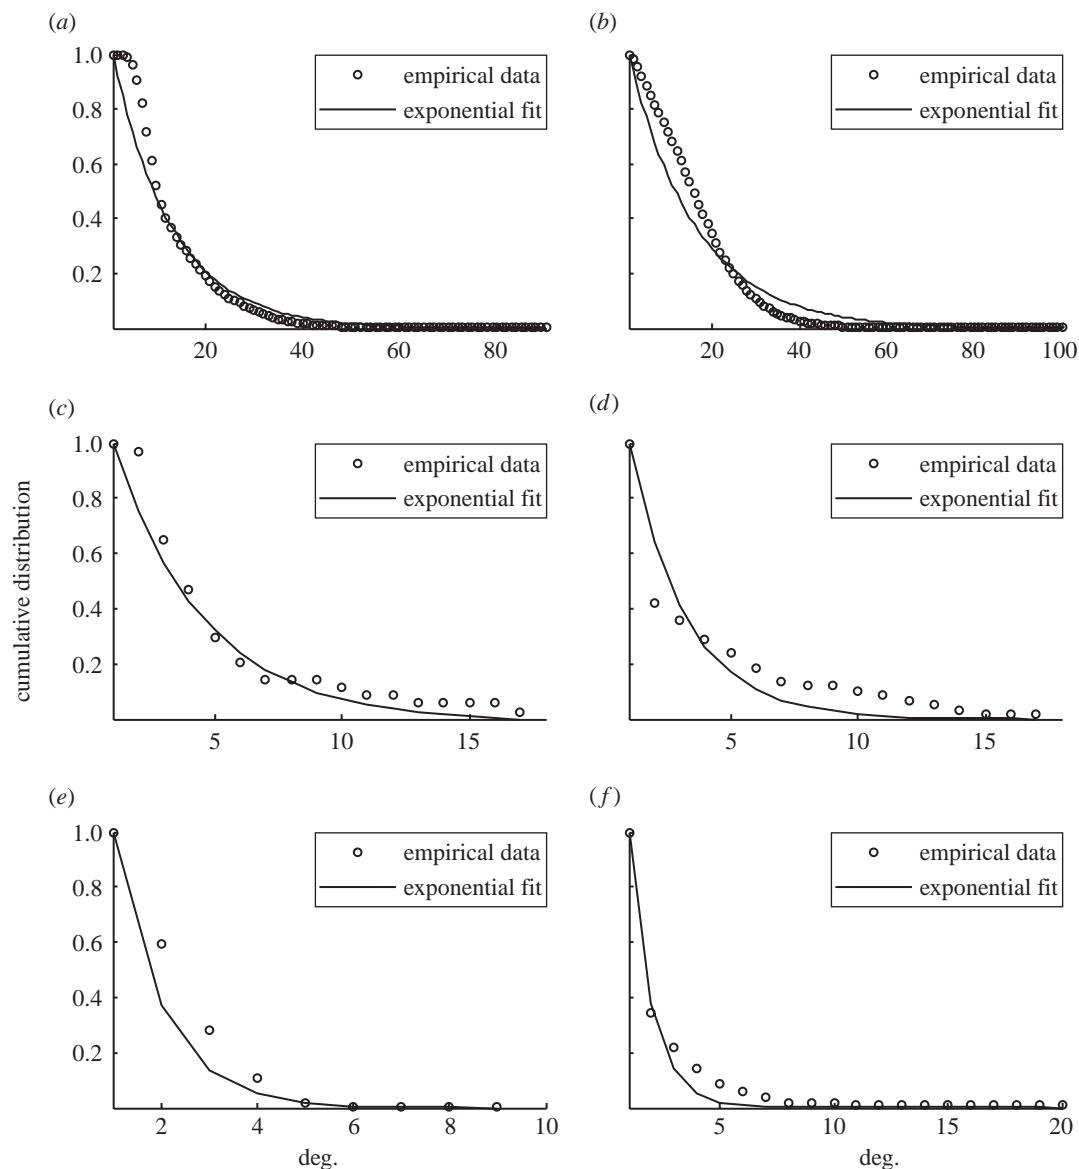 (a)
1.0
0.8
0.6
0.4
0.2
20
40
60
80
empirical data
exponential fit
(b)
20
40
60
80
100
empirical data
exponential fit
(c)
1.0
0.8
0.6
0.4
0.2
5
10
15
empirical data
exponential fit
cumulative distribution
(d)
5
10
15
empirical data
exponential fit
(e)
1.0
0.8
0.6
0.4
0.2
2
4
6
8
10
deg.
empirical data
exponential fit
(f)
5
10
15
20
deg.
empirical data
exponential fit